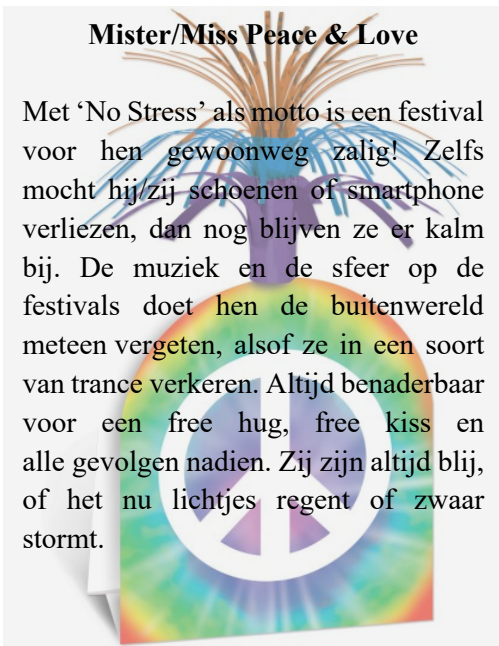 Mister/Miss Peace & Love
Met ‘No Stress’ als motto is een festival
voor hen gewoonweg zalig! Zelfs
mocht hij/zij schoenen of smartphone
verliezen, dan nog blijven ze er kalm
bij. De muziek en de sfeer op de
festivals doet hen de buitenwereld
meteen vergeten, alsof ze in een soort
van trance verkeren. Altijd benaderbaar
voor een free hug, free kiss en
alle gevolgen nadien. Zij zijn altijd blij,
of het nu lichtjes regent of zwaar
stormt.